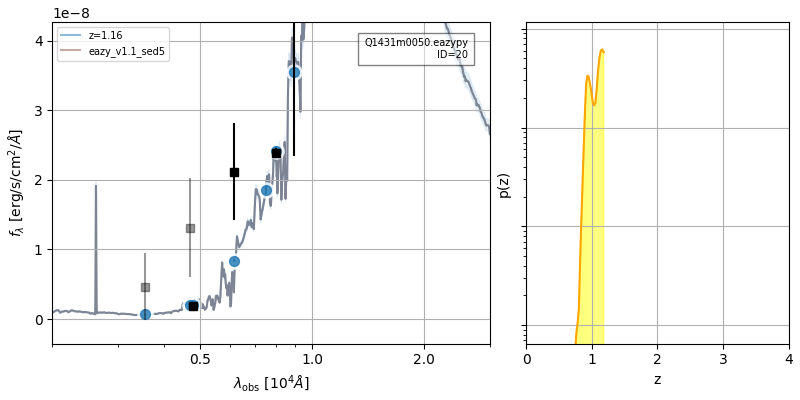 1e−8
z=1.16
eazy_v1.1_sed5
Q1431m0050.eazypy
ID=20
4
3
2
1
0
fλ [erg/s/cm²/Å]
0.5
1.0
2.0
λobs [10⁴Å]
p(z)
0
1
2
3
4
z